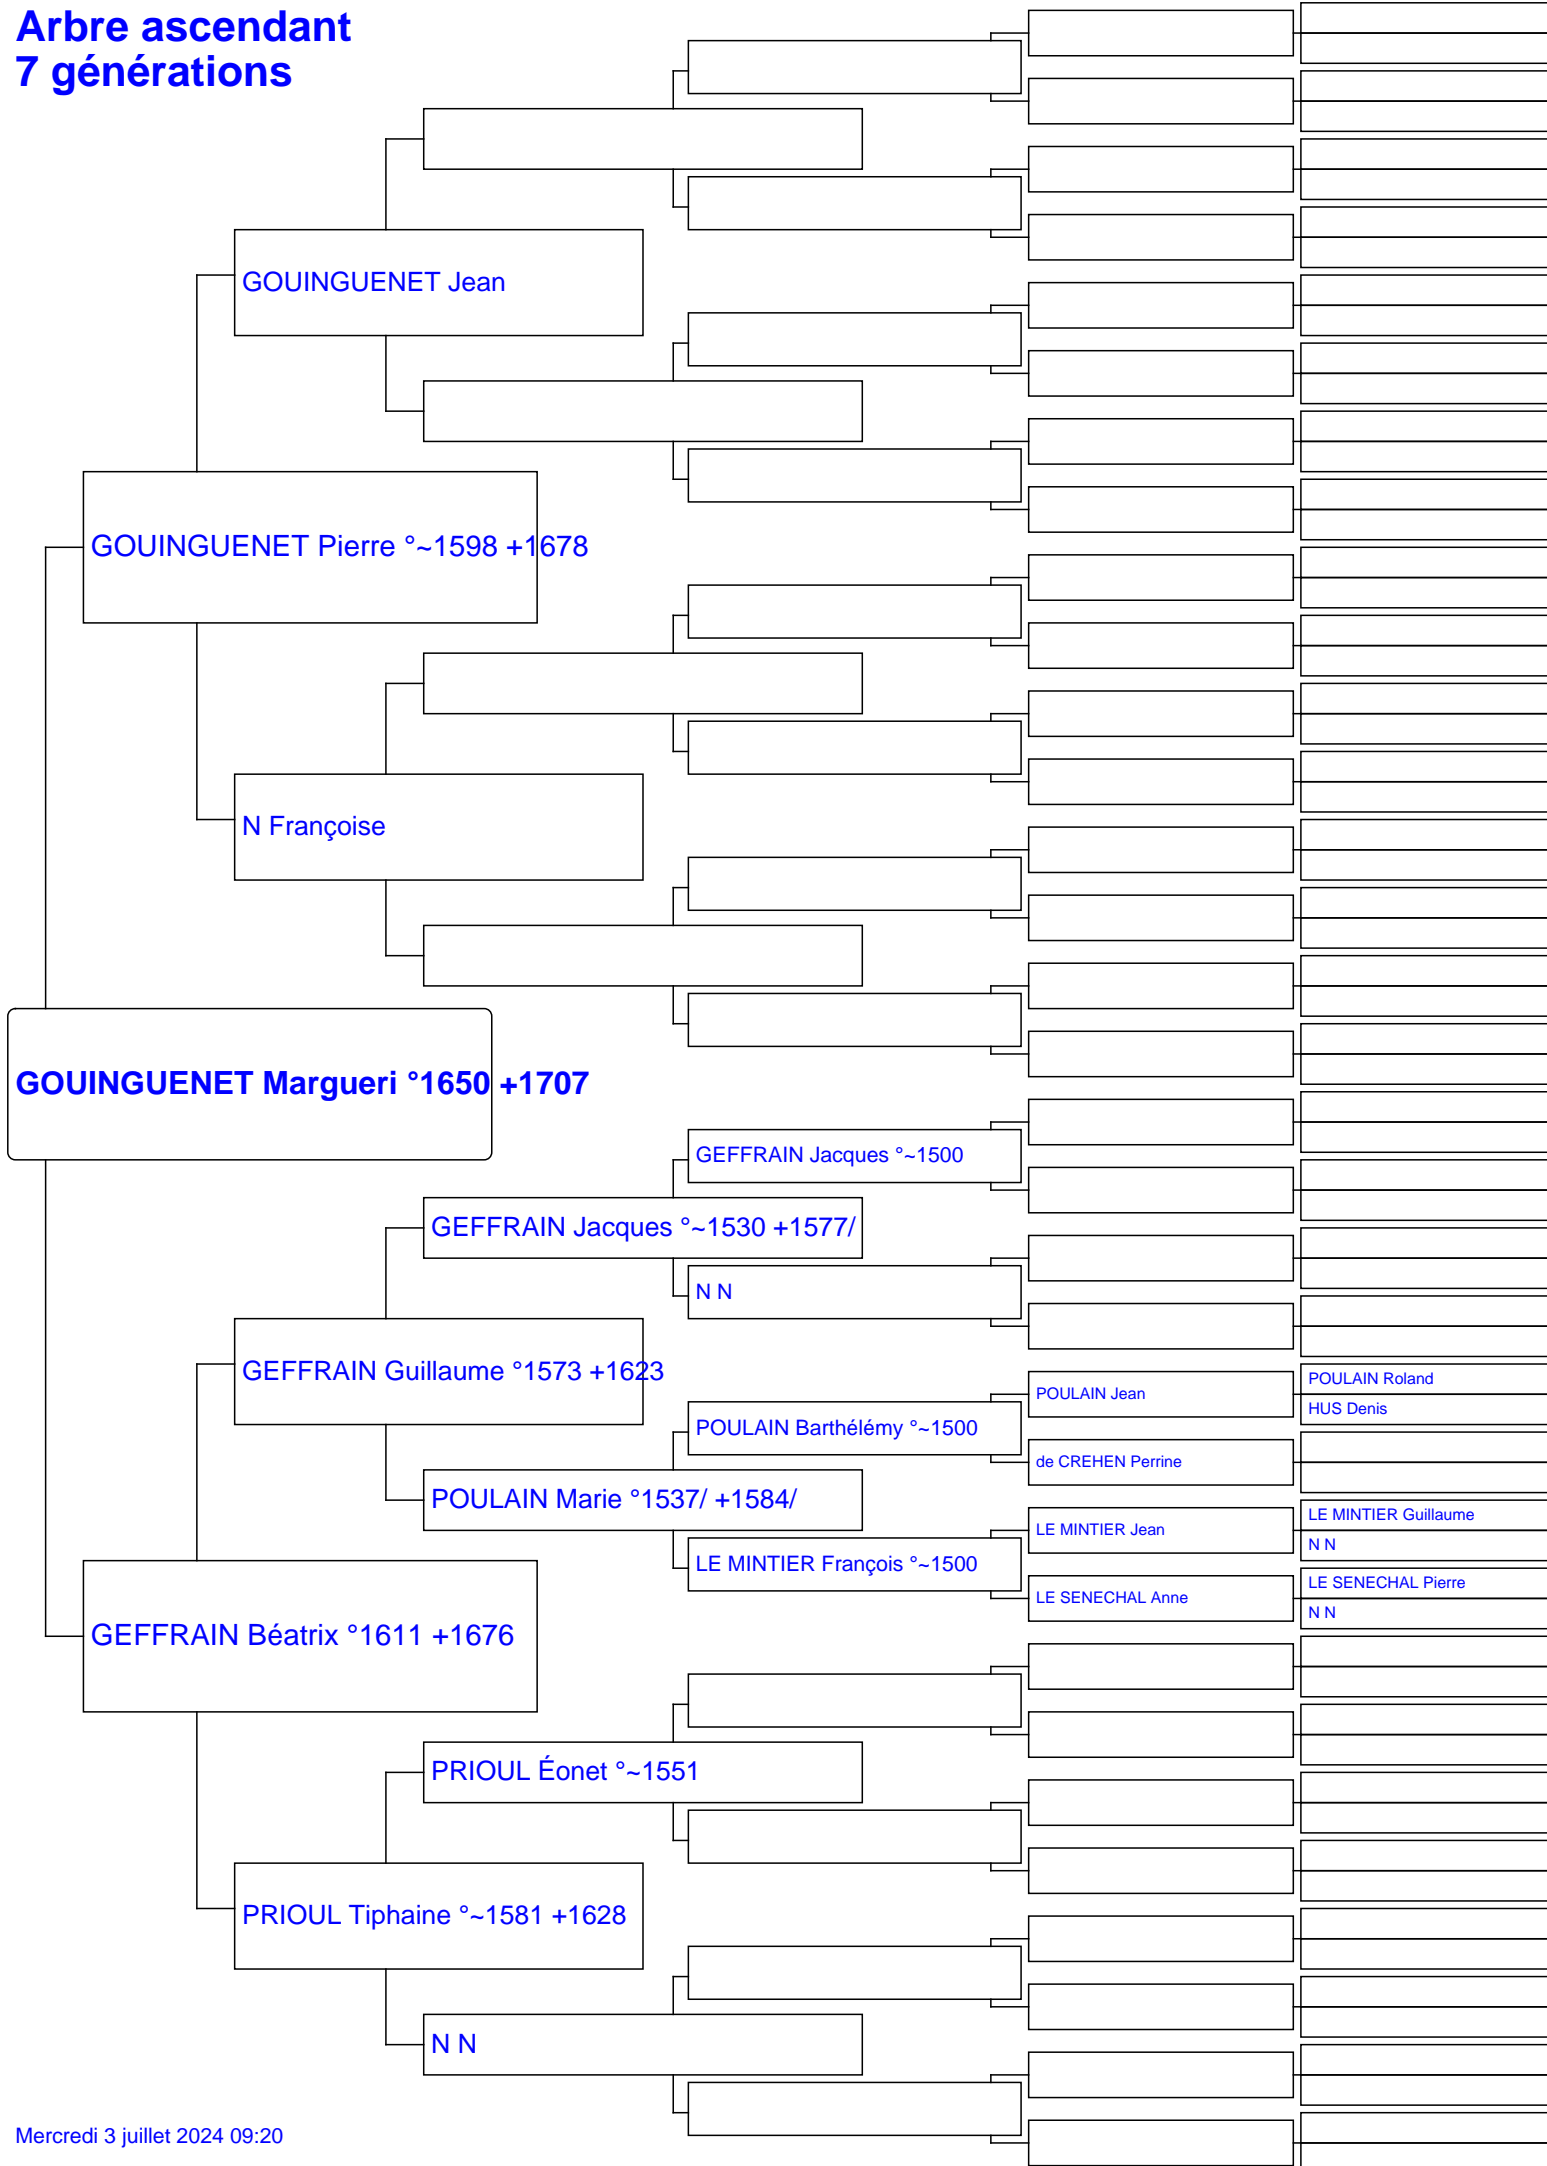 Arbre ascendant
7 générations
GOUINGUENET Jean
GOUINGUENET Pierre °~1598 +1678
N Françoise
GOUINGUENET Margueri °1650 +1707
GEFFRAIN Jacques °~1500
GEFFRAIN Jacques °~1530 +1577/
N N
GEFFRAIN Guillaume °1573 +1623
POULAIN Roland
POULAIN Jean
HUS Denis
POULAIN Barthélémy °~1500
de CREHEN Perrine
POULAIN Marie °1537/ +1584/
LE MINTIER Guillaume
LE MINTIER Jean
N N
LE MINTIER François °~1500
LE SENECHAL Pierre
LE SENECHAL Anne
N N
GEFFRAIN Béatrix °1611 +1676
PRIOUL Éonet °~1551
PRIOUL Tiphaine °~1581 +1628
N N
Mercredi 3 juillet 2024 09:20